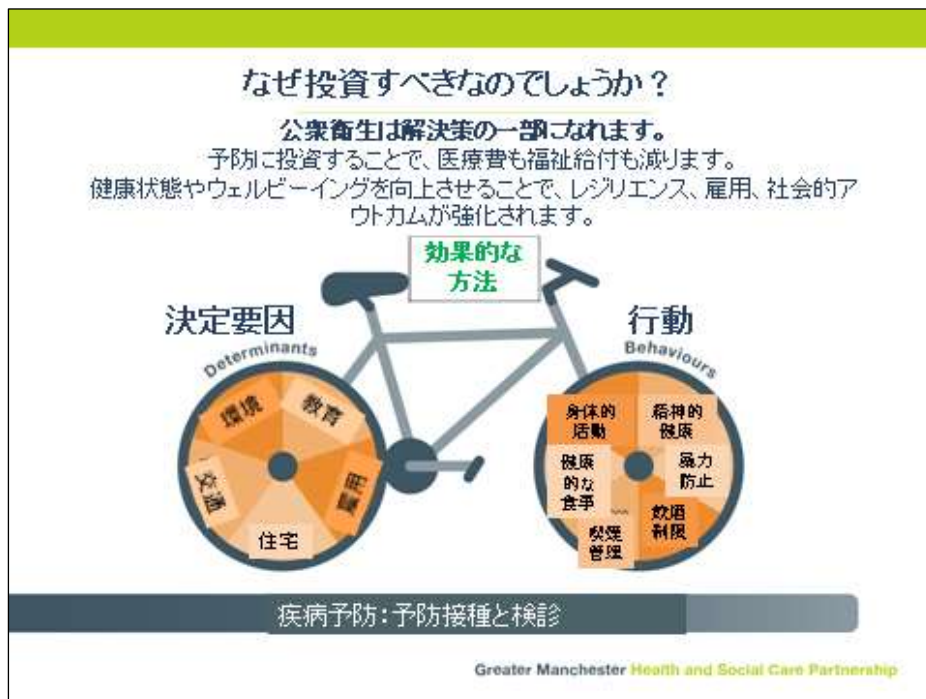 なぜ投資すべきなのでしょうか？
公衆衛生は解決策の一部になれます。
予防に投資することで、医療費も福祉給付も減ります。
健康状態やウェルビーイングを向上させることで、レジリエンス、雇用、社会的ア
ウトカムが強化されます。
効果的な
方法
決定要因
Determinants
環境
教育
交通
雇用
住宅
行動
Behaviours
身体的
活動
精神的
健康
健康
的な
食事
暴力
防止
喫煙
管理
飲酒
制限
疾病予防：予防接種と検診
Greater Manchester Health and Social Care Partnership